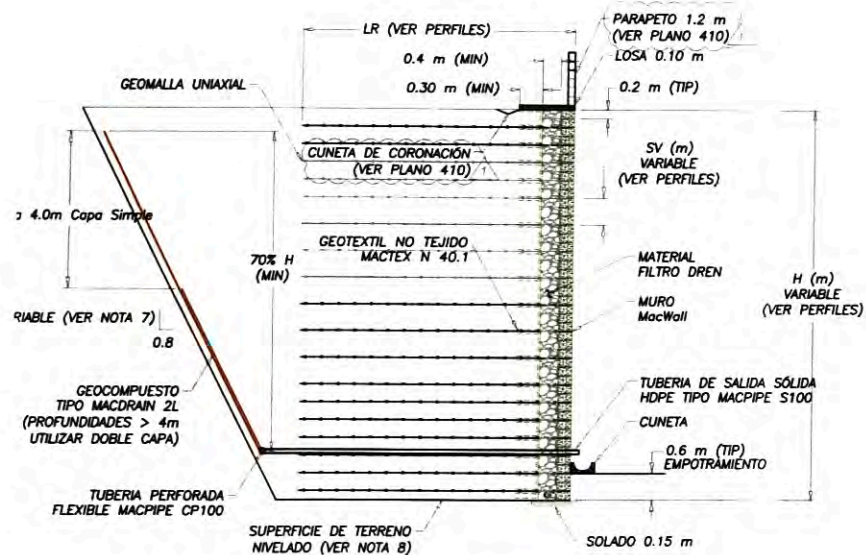 LR (VER PERFILES)
PARAPETO 1.2 m
(VER PLANO 410)
0.4 m (MIN)
LOSA 0.10 m
GEOMALLA UNIAXIAL
0.30 m (MIN)
0.2 m (TIP)
CUNETA DE CORONACIÓN
(VER PLANO 410)
SV (m)
VARIABLE
(VER PERFILES)
4.0m Capa Simple
70% H
(MIN)
GEOTEXTIL NO TEJIDO
MACTEX N 40.1
MATERIAL
FILTRO DREN
H (m)
VARIABLE
(VER PERFILES)
MURO
MacWall
(VER NOTA 7)
0.8
GEOCOMPUESTO
TIPO MACDRAIN 2L
(PROFUNDIDADES > 4m
UTILIZAR DOBLE CAPA)
TUBERIA DE SALIDA SÓLIDA
HDPE TIPO MACPIPE S100
CUNETA
0.6 m (TIP)
EMPOTRAMIENTO
TUBERIA PERFORADA
FLEXIBLE MACPIPE CP100
SUPERFICIE DE TERRENO
NIVELADO (VER NOTA 8)
SOLADO 0.15 m